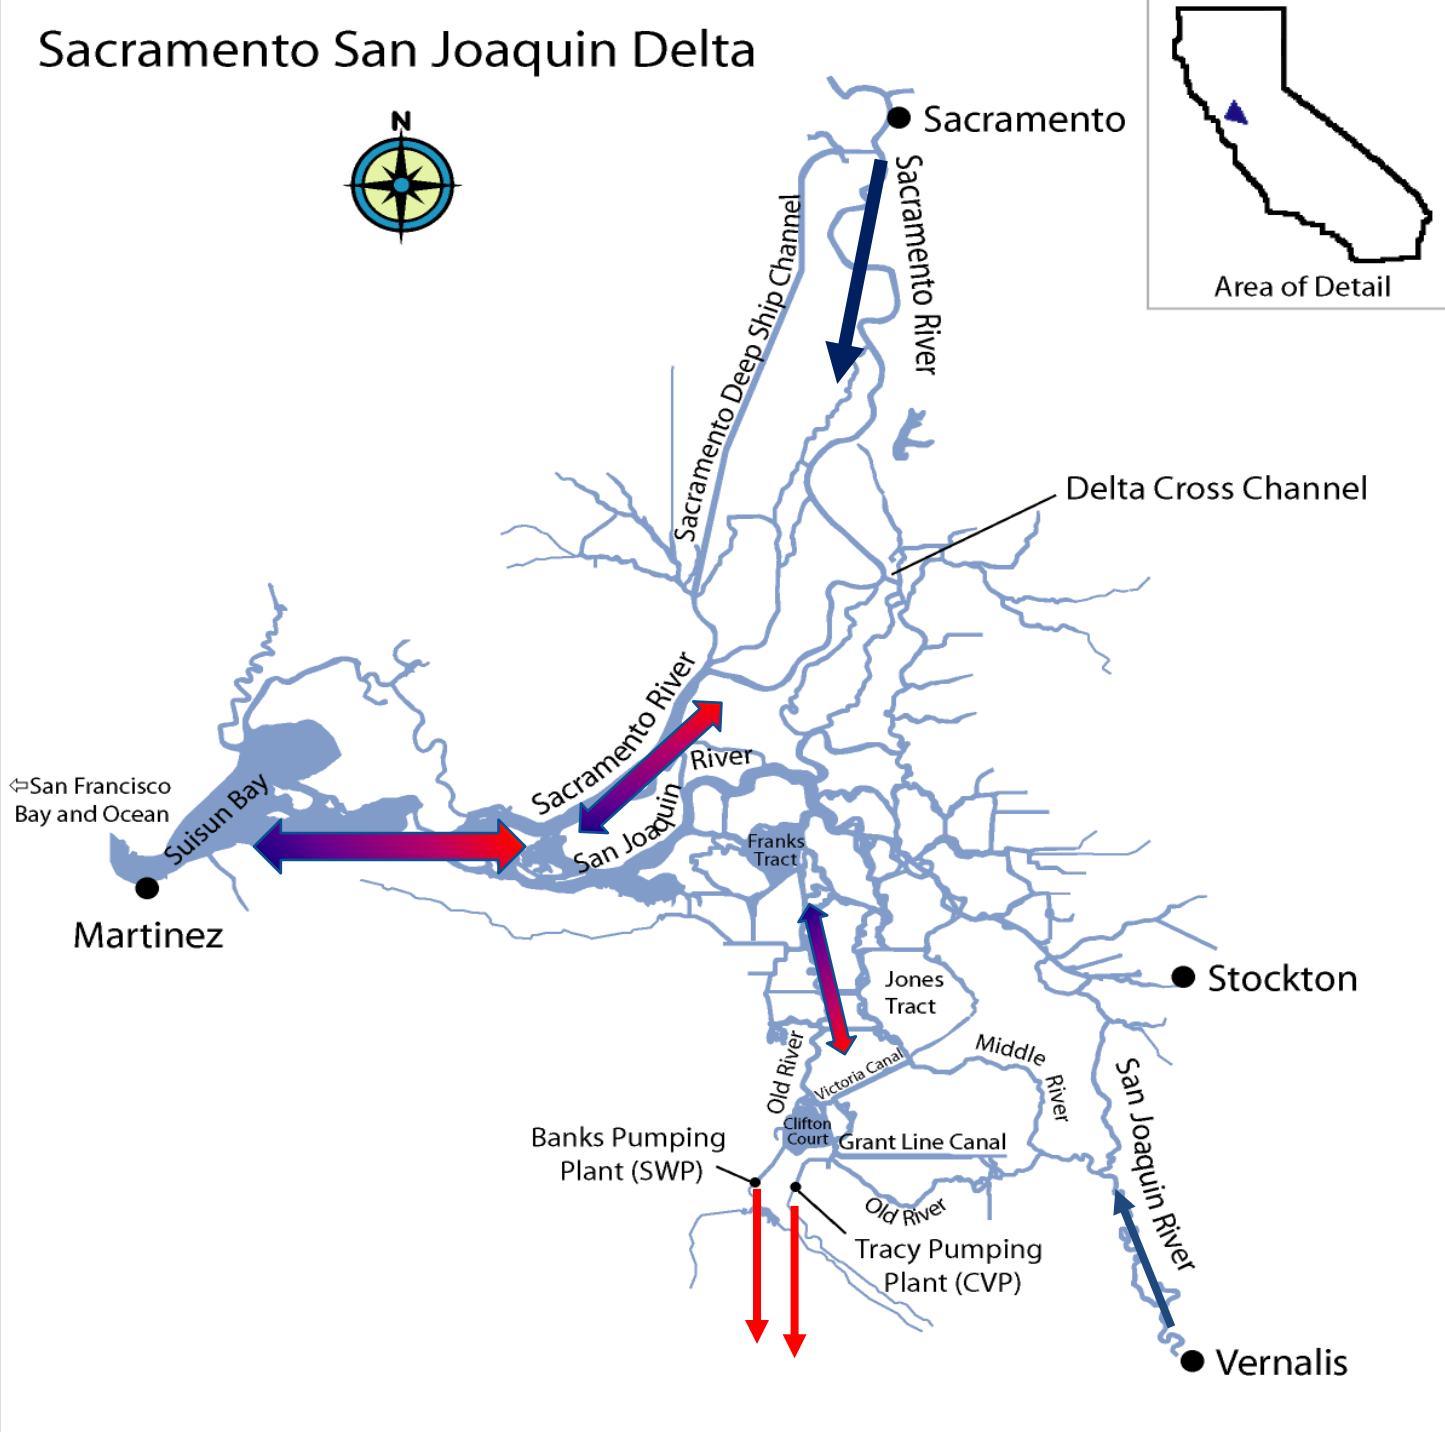 Sacramento San Joaquin Delta
N
Sacramento
Sacramento River
Sacramento Deep Ship Channel
Area of Detail
Delta Cross Channel
Sacramento River
San Joaquin
River
⇦San Francisco
Bay and Ocean
Suisun Bay
Martinez
Franks
Tract
Stockton
Jones
Tract
Old River
Victoria Canal
Middle
River
San Joaquin River
Clifton
Court
Grant Line Canal
Banks Pumping
Plant (SWP)
Old River
Tracy Pumping
Plant (CVP)
Vernalis